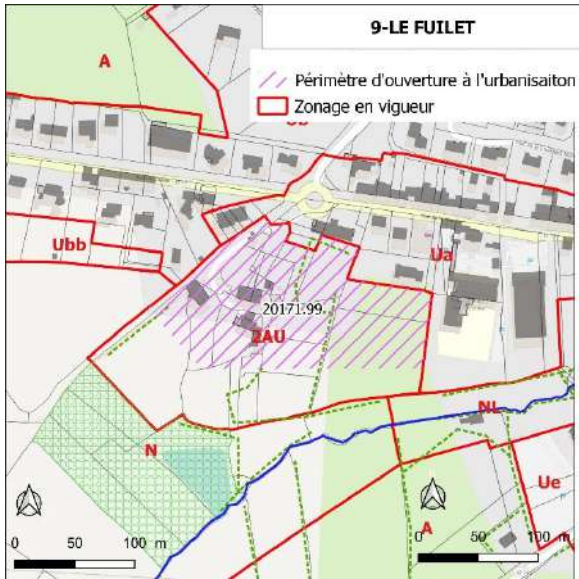 9-LE FUILET
Périmètre d'ouverture à l'urbanisaiton
Zonage en vigueur
A
Ubb
Ua
20171.99
2AU
N
Nl
Ue
A
0 50 100 m
0 50 100 m